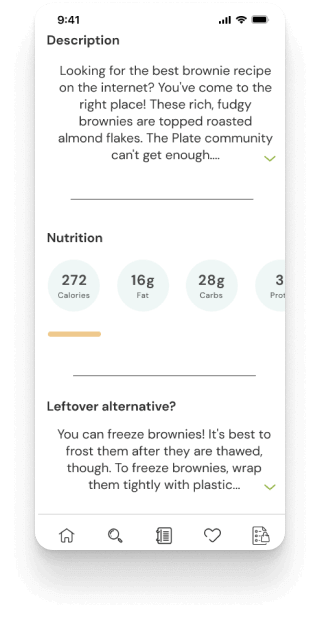 9:41
Description
Looking for the best brownie recipe
on the internet? You've come to the
right place! These rich, fudgy
brownies are topped roasted
almond flakes. The Plate community
can't get enough....
Nutrition
272 16g 28g 3
Calories Fat Carbs Prot
Leftover alternative?
You can freeze brownies! It's best to
frost them after they are thawed,
though. To freeze brownies, wrap
them tightly with plastic...